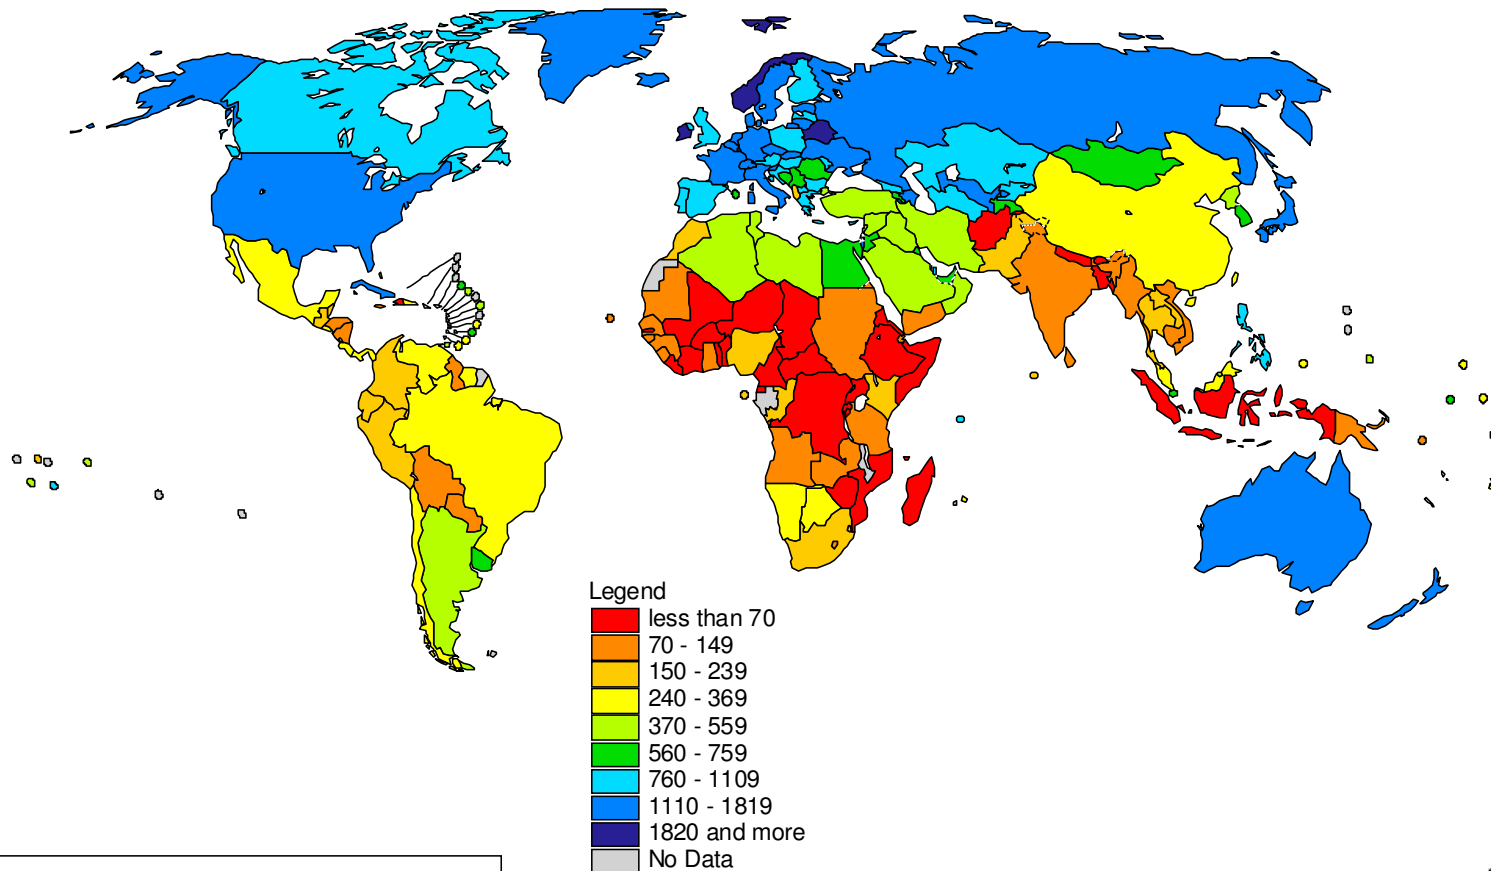 Legend
less than 70
70 - 149
150 - 239
240 - 369
370 - 559
560 - 759
760 - 1109
1110 - 1819
1820 and more
No Data